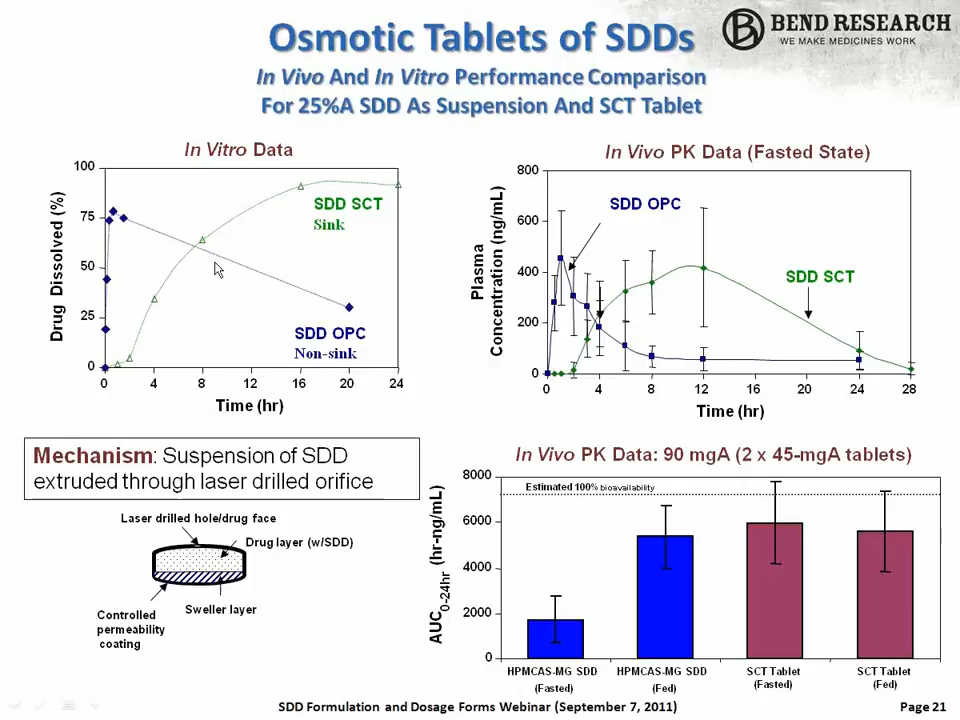 Osmotic Tablets of SDDs
BEND RESEARCH
WE MAKE MEDICINES WORK
In Vivo And In Vitro Performance Comparison
For 25%A SDD As Suspension And SCT Tablet
In Vitro Data
Drug Dissolved (%)
100
75
50
25
0
SDD SCT
Sink
SDD OPC
Non-sink
0 4 8 12 16 20 24
Time (hr)
In Vivo PK Data (Fasted State)
Plasma
Concentration (ng/mL)
800
600
400
200
0
SDD OPC
SDD SCT
0 4 8 12 16 20 24 28
Time (hr)
Mechanism: Suspension of SDD
extruded through laser drilled orifice
Laser drilled hole/drug face
Drug layer (w/SDD)
Sweller layer
Controlled
permeability
coating
In Vivo PK Data: 90 mgA (2 x 45-mgA tablets)
AUC0-24hr (hr-ng/mL)
8000
6000
4000
2000
0
Estimated 100% bioavailability
HPMCAS-MG SDD
(Fasted)
HPMCAS-MG SDD
(Fed)
SCT Tablet
(Fasted)
SCT Tablet
(Fed)
SDD Formulation and Dosage Forms Webinar (September 7, 2011)
Page 21